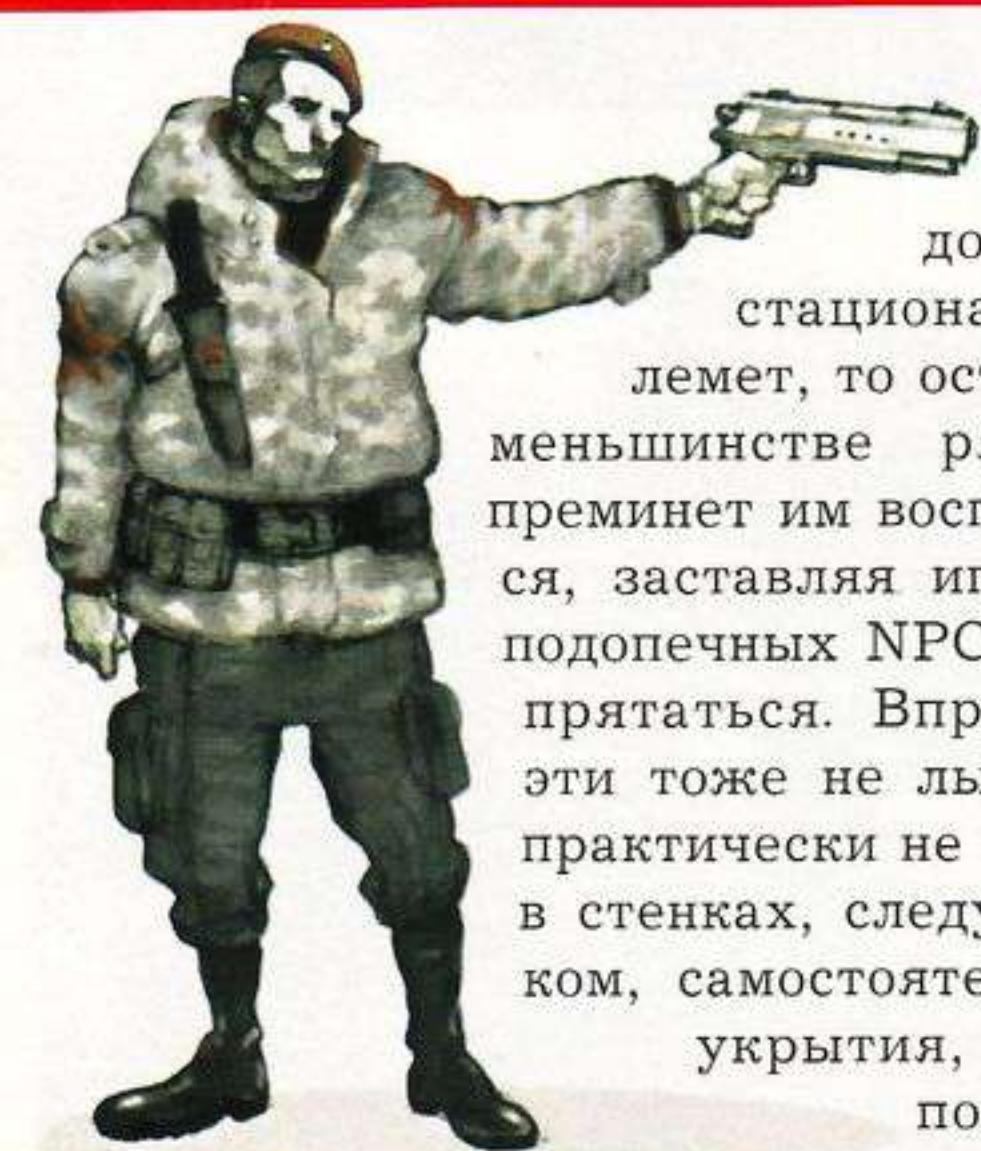 до
стациона
лемет, то ост
меньшинстве р
преминет им восп
ся, заставляя иг
подопечных NPC
прятаться. Впр
эти тоже не лы
практически не
в стенках, следу
ком, самостояте
укрытия,
по